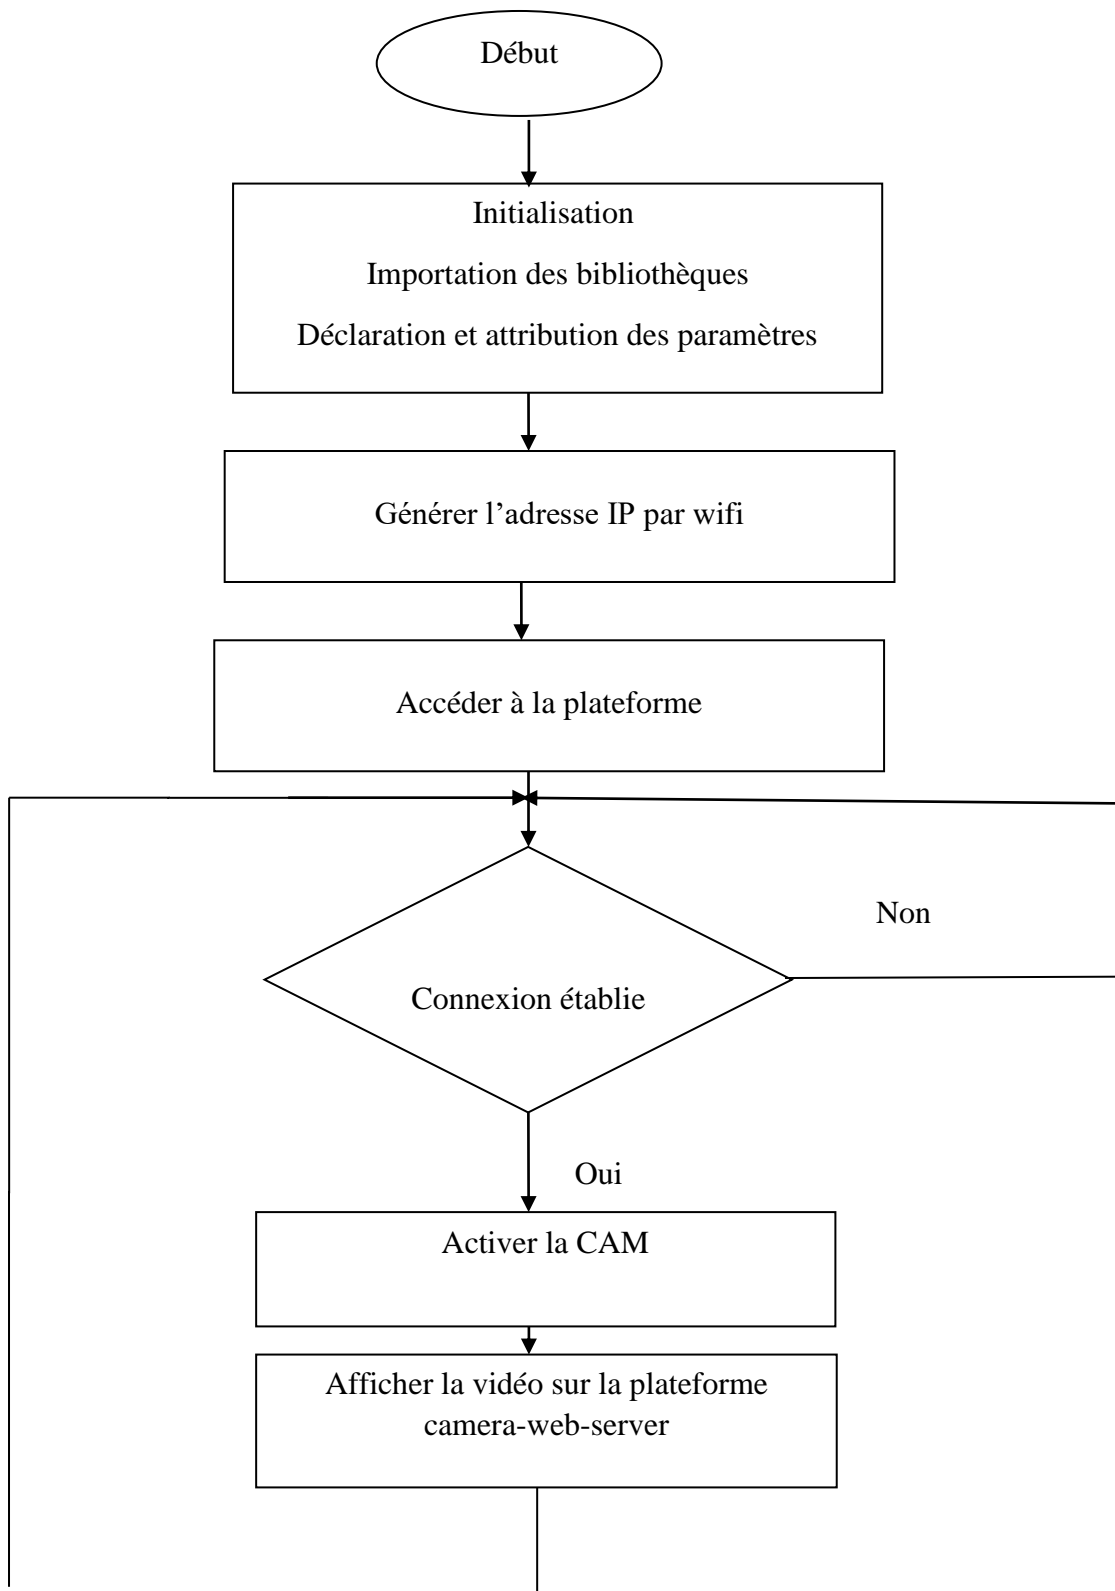 Début
Initialisation
Importation des bibliothèques
Déclaration et attribution des paramètres
Générer l’adresse IP par wifi
Accéder à la plateforme
Non
Connexion établie
Oui
Activer la CAM
Afficher la vidéo sur la plateforme
camera-web-server